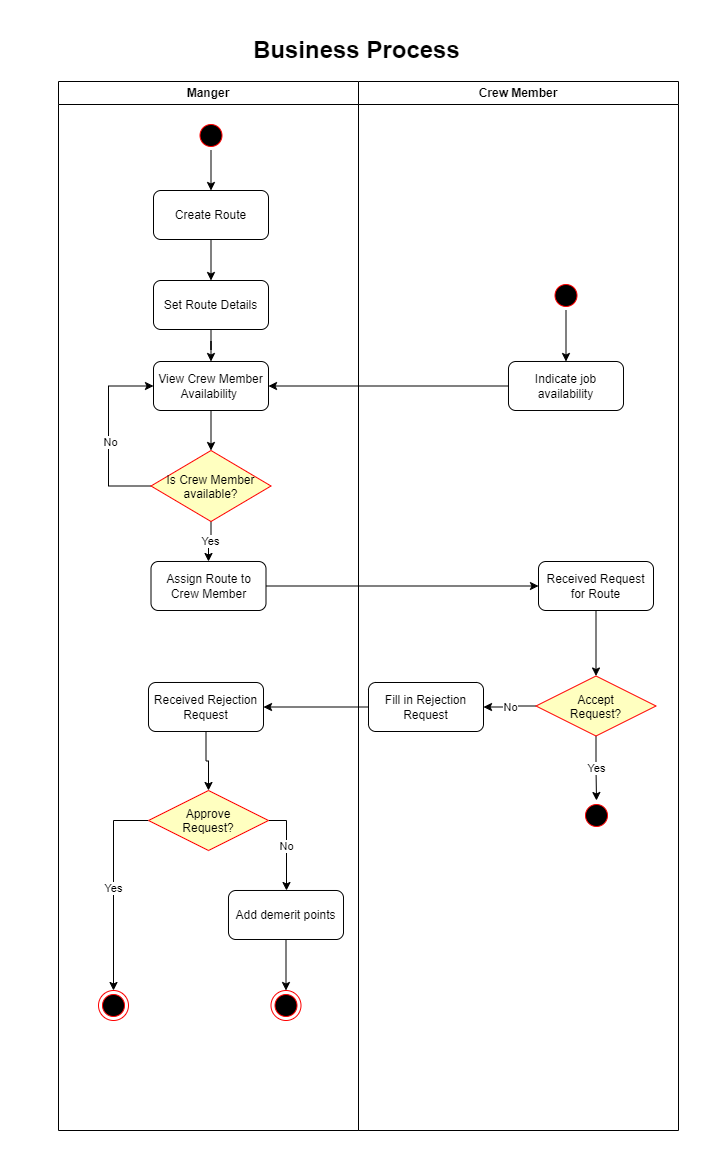 Business Process
Manger
Crew Member
Create Route
Set Route Details
View Crew Member
Availability
Indicate job
availability
No
Is Crew Member
available?
Yes
Assign Route to
Crew Member
Received Request
for Route
Received Rejection
Request
Fill in Rejection
Request
No
Accept
Request?
Yes
Approve
Request?
No
Yes
Add demerit points